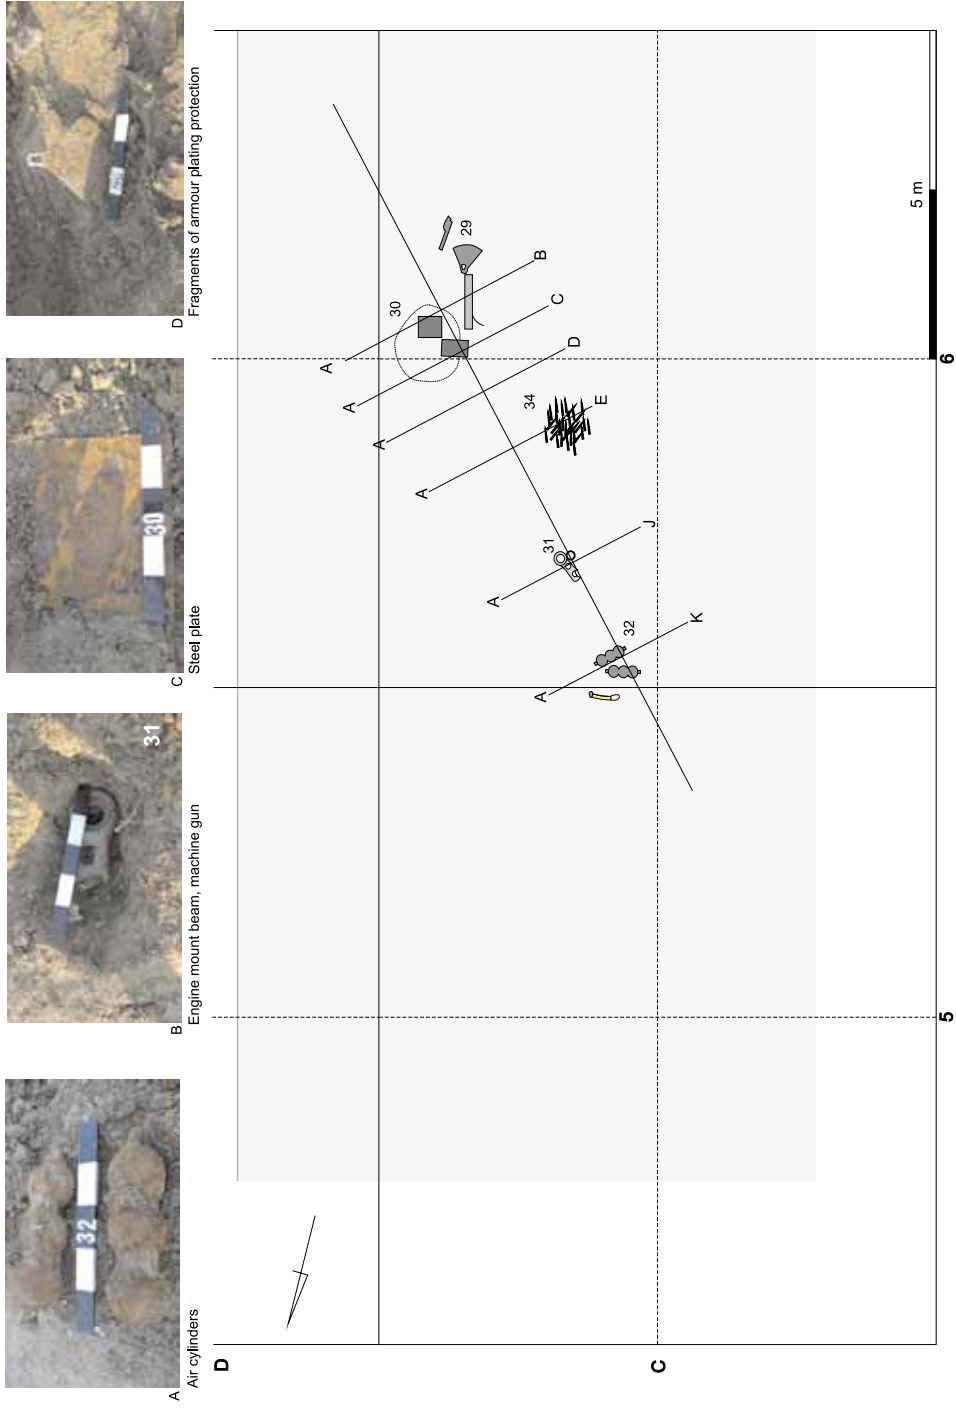 A
Air cylinders
32
B
Engine mount beam, machine gun
31
C
Steel plate
30
D
Fragments of armour plating protection
D
C
5
6
5 m
A
K
32
A
J
31
A
E
34
A
D
A
C
A
B
30
29